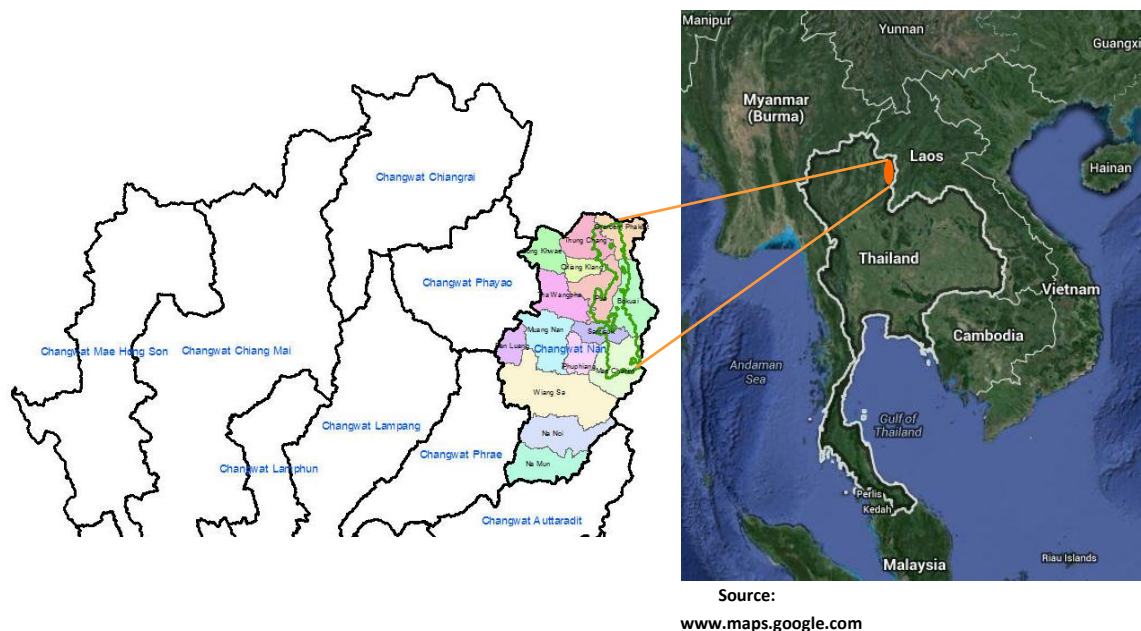 Changwat Chiangrai
Changwat Phayao
Changwat Mae Hong Son
Changwat Chiang Mai
Changwat Lampang
Changwat Lamphun
Changwat Phrae
Changwat Auttaradit
Thung Chang
Chiang Klang
Pua
Bokuai
Muang Nan
Changwat Nan
Wiang Sa
Na Noi
Na Mun
Manipur
Yunnan
Guangxi
Myanmar
(Burma)
Laos
Hainan
Thailand
Vietnam
Cambodia
Andaman
Sea
Gulf of
Thailand
Perlis
Kedah
Malaysia
Riau Islands
Source:
www.maps.google.com